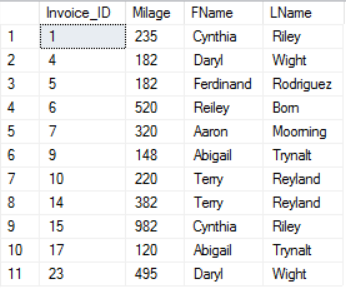 Invoice_ID Milage FName LName
1 1 235 Cynthia Riley
2 4 182 Daryl Wight
3 5 182 Ferdinand Rodriguez
4 6 520 Reiley Born
5 7 320 Aaron Moorning
6 9 148 Abigail Trynalt
7 10 220 Terry Reyland
8 14 382 Terry Reyland
9 15 982 Cynthia Riley
10 17 120 Abigail Trynalt
11 23 495 Daryl Wight